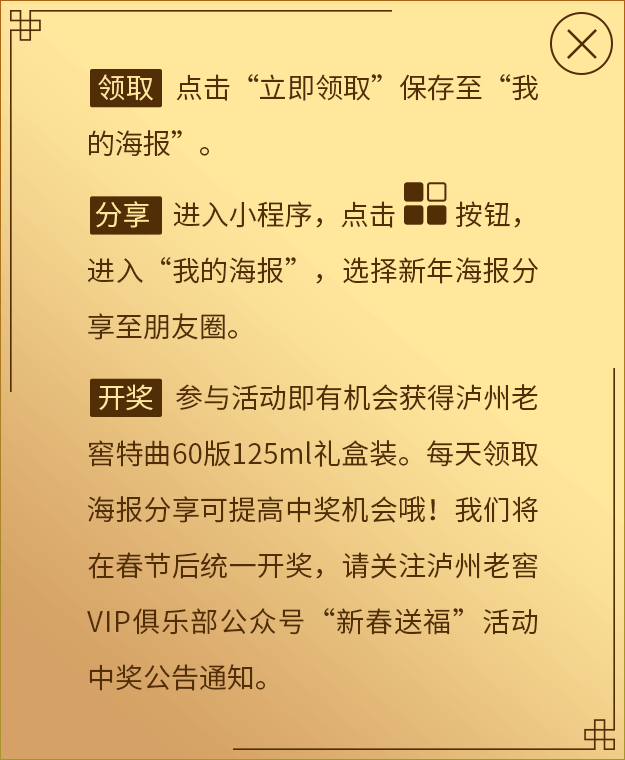 领取 点击“立即领取”保存至“我
的海报”。
分享 进入小程序，点击 按钮，
进入“我的海报”，选择新年海报分
享至朋友圈。
开奖 参与活动即有机会获得泸州老
窖特曲60版125ml礼盒装。每天领取
海报分享可提高中奖机会哦！我们将
在春节后统一开奖，请关注泸州老窖
VIP俱乐部公众号“新春送福”活动
中奖公告通知。